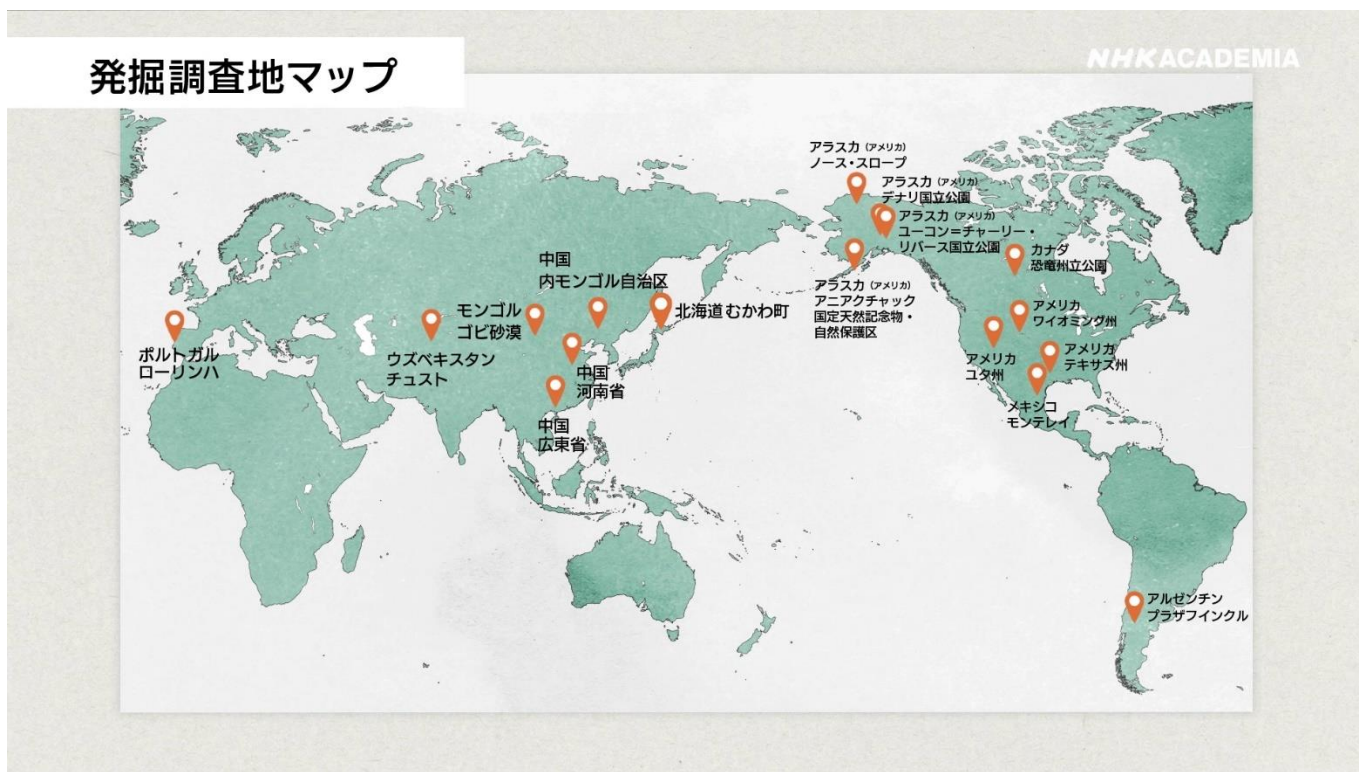 発掘調査地マップ
NHK ACADEMIA
アラスカ (アメリカ)
ノース・スロープ
アラスカ (アメリカ)
デナリ国立公園
アラスカ (アメリカ)
ユーコン=チャーリー・
リバース国立公園
カナダ
恐竜州立公園
中国
内モンゴル自治区
アラスカ (アメリカ)
アニアクチャック
国定天然記念物・
自然保護区
モンゴル
ゴビ砂漠
北海道むかわ町
アメリカ
ワイオミング州
ポルトガル
ローリンハ
ウズベキスタン
チュスト
中国
河南省
アメリカ
ユタ州
アメリカ
テキサス州
メキシコ
モンテレイ
中国
広東省
アルゼンチン
プラザフインクル